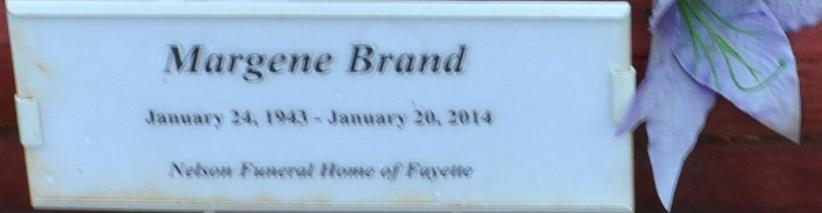 Margene Brand
January 24, 1943 - January 20, 2014
Nelson Funeral Home of Fayette